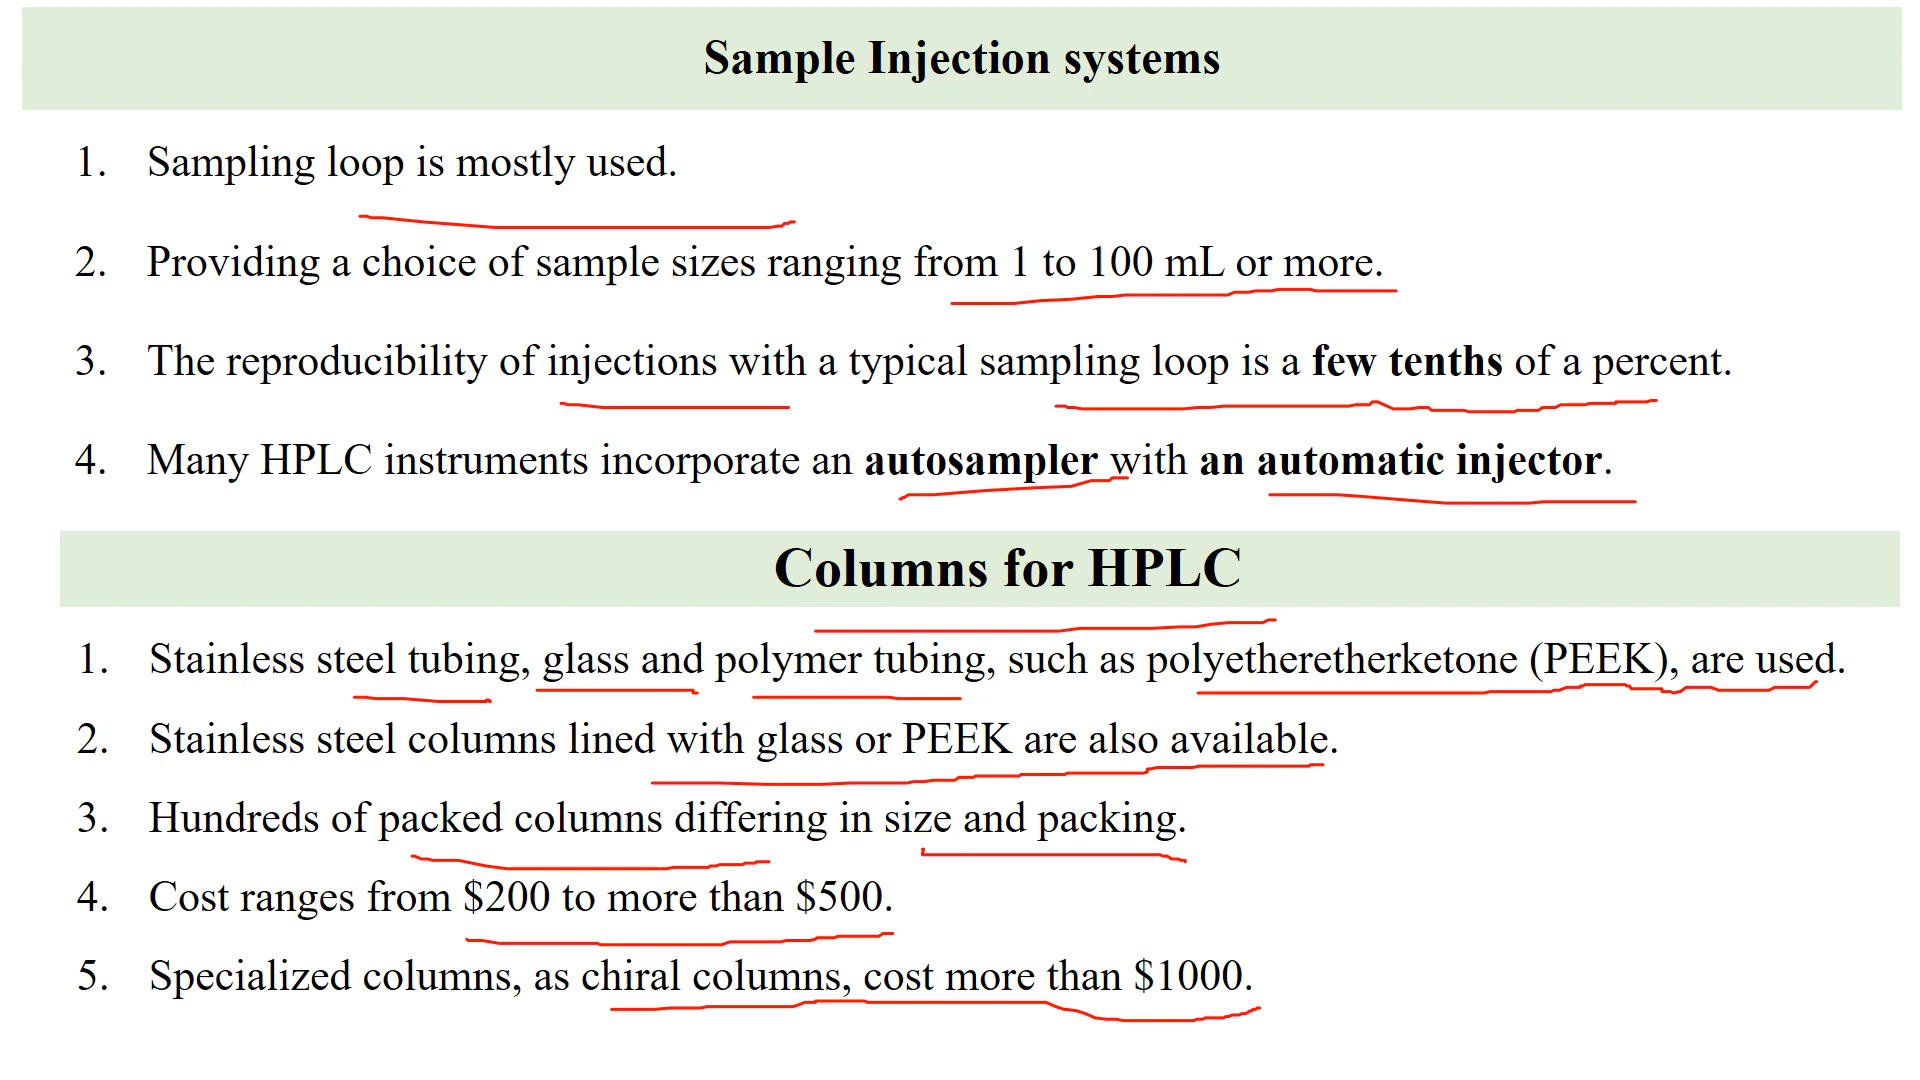 Sample Injection systems
1. Sampling loop is mostly used.
2. Providing a choice of sample sizes ranging from 1 to 100 mL or more.
3. The reproducibility of injections with a typical sampling loop is a few tenths of a percent.
4. Many HPLC instruments incorporate an autosampler with an automatic injector.
Columns for HPLC
1. Stainless steel tubing, glass and polymer tubing, such as polyetheretherketone (PEEK), are used.
2. Stainless steel columns lined with glass or PEEK are also available.
3. Hundreds of packed columns differing in size and packing.
4. Cost ranges from $200 to more than $500.
5. Specialized columns, as chiral columns, cost more than $1000.